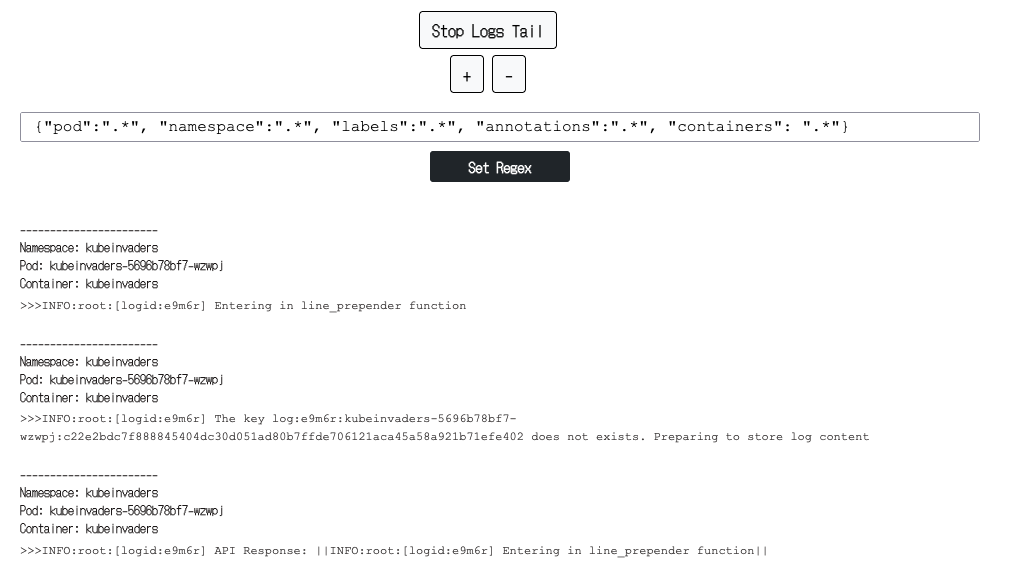 Stop Logs Tail
+ -
{"pod":".*", "namespace":".*", "labels":".*", "annotations":".*", "containers": ".*"}
Set Regex
-----------------------
Namespace: kubeinvaders
Pod: kubeinvaders-5696b78bf7-wzwpj
Container: kubeinvaders
>>>INFO:root:[logid:e9m6r] Entering in line_prepender function
-----------------------
Namespace: kubeinvaders
Pod: kubeinvaders-5696b78bf7-wzwpj
Container: kubeinvaders
>>>INFO:root:[logid:e9m6r] The key log:e9m6r:kubeinvaders-5696b78bf7-
wzwpj:c22e2bdc7f888845404dc30d051ad80b7ffde706121aca45a58a921b71efe402 does not exists. Preparing to store log content
-----------------------
Namespace: kubeinvaders
Pod: kubeinvaders-5696b78bf7-wzwpj
Container: kubeinvaders
>>>INFO:root:[logid:e9m6r] API Response: ||INFO:root:[logid:e9m6r] Entering in line_prepender function||